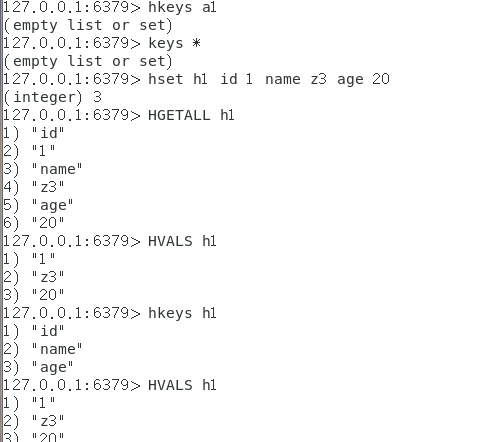 127.0.0.1:6379> hkeys a1
(empty list or set)
127.0.0.1:6379> keys *
(empty list or set)
127.0.0.1:6379> hset h1 id 1 name z3 age 20
(integer) 3
127.0.0.1:6379> HGETALL h1
1) "id"
2) "1"
3) "name"
4) "z3"
5) "age"
6) "20"
127.0.0.1:6379> HVALS h1
1) "1"
2) "z3"
3) "20"
127.0.0.1:6379> hkeys h1
1) "id"
2) "name"
3) "age"
127.0.0.1:6379> HVALS h1
1) "1"
2) "z3"
3) "20"